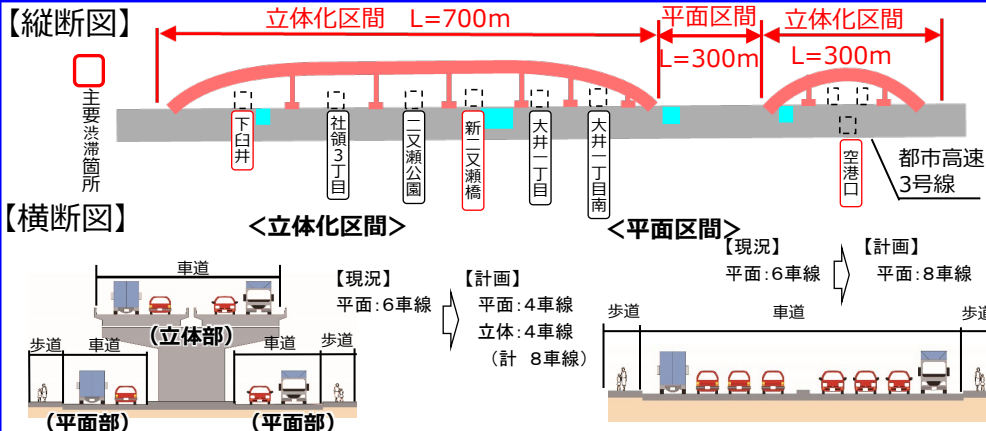 【縦断図】
立体化区間 L=700m
平面区間
L=300m
立体化区間
L=300m
主要渋滞箇所
下臼井
社領3丁目
二又瀬公園
新二又瀬橋
大井一丁目
大井一丁目南
空港口
都市高速
3号線
【横断図】
<立体化区間>
車道
(立体部)
歩道
車道
車道
歩道
(平面部)
(平面部)
【現況】
平面:6車線
【計画】
平面:4車線
立体:4車線
(計 8車線)
<平面区間>
【現況】
平面:6車線
【計画】
平面:8車線
歩道
車道
歩道